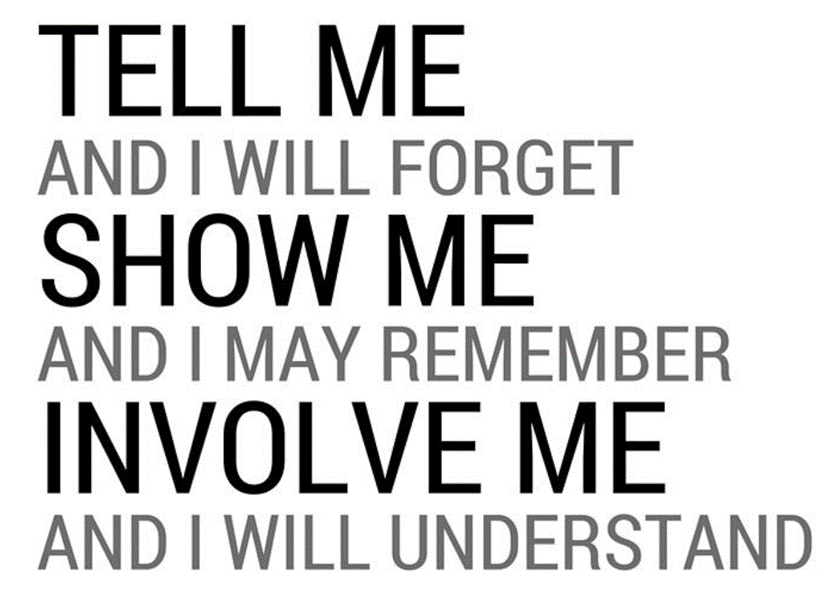 TELL ME
AND I WILL FORGET
SHOW ME
AND I MAY REMEMBER
INVOLVE ME
AND I WILL UNDERSTAND